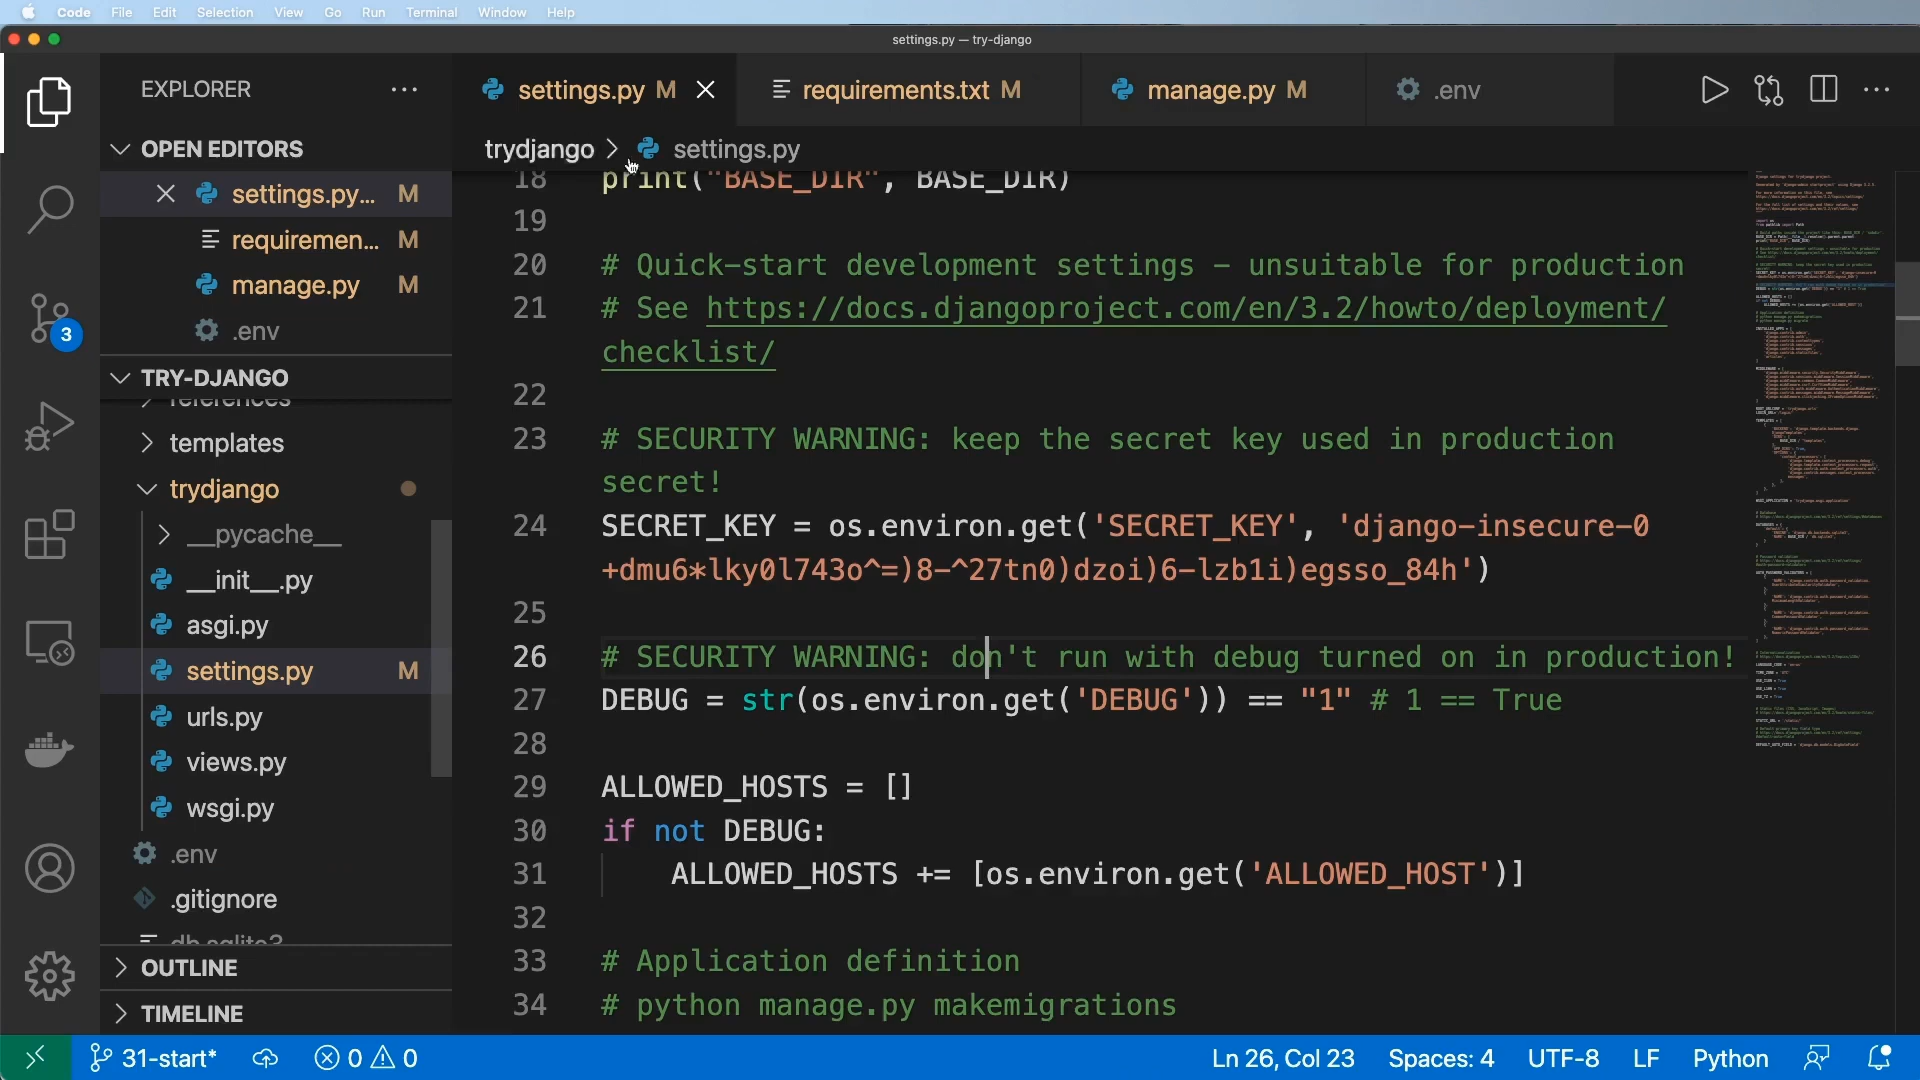 Code File Edit Selection View Go Run Terminal Window Help
settings.py — try-django
EXPLORER
settings.py M
requirements.txt M
manage.py M
.env
OPEN EDITORS
trydjango > settings.py
settings.py... M
requiremen... M
manage.py M
.env
TRY-DJANGO
references
templates
trydjango
__pycache__
__init__.py
asgi.py
settings.py M
urls.py
views.py
wsgi.py
.env
.gitignore
db.sqlite3
OUTLINE
TIMELINE
18 print("BASE_DIR", BASE_DIR)
19
20 # Quick-start development settings - unsuitable for production
21 # See https://docs.djangoproject.com/en/3.2/howto/deployment/
checklist/
22
23 # SECURITY WARNING: keep the secret key used in production
secret!
24 SECRET_KEY = os.environ.get('SECRET_KEY', 'django-insecure-0
+dmu6*lky0l743o^=)8-^27tn0)dzoi)6-lzb1i)egsso_84h')
25
26 # SECURITY WARNING: don't run with debug turned on in production!
27 DEBUG = str(os.environ.get('DEBUG')) == "1" # 1 == True
28
29 ALLOWED_HOSTS = []
30 if not DEBUG:
31 ALLOWED_HOSTS += [os.environ.get('ALLOWED_HOST')]
32
33 # Application definition
34 # python manage.py makemigrations
3
31-start* 0 0 Ln 26, Col 23 Spaces: 4 UTF-8 LF Python